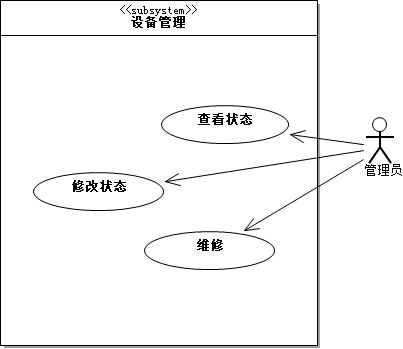 <<subsystem>>
设备管理
查看状态
管理员
修改状态
维修